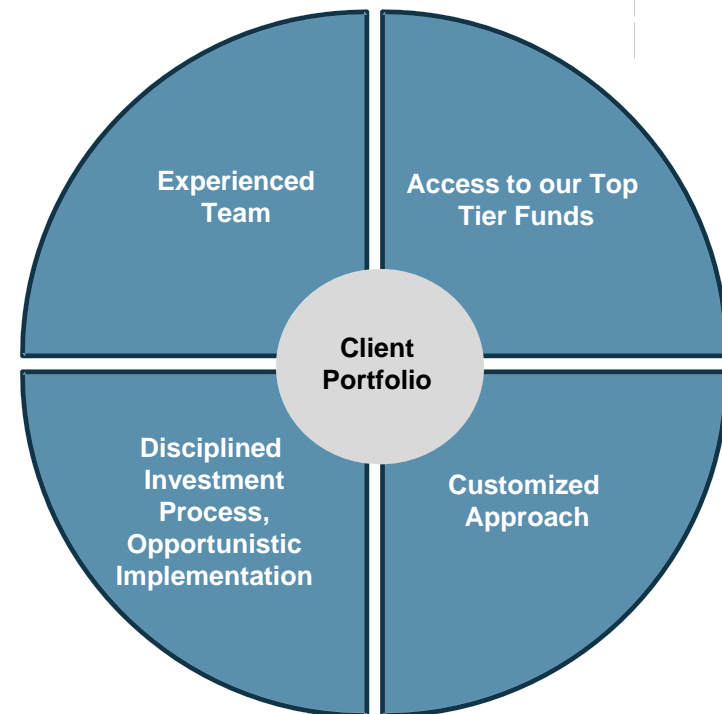 Experienced
Team
Access to our Top
Tier Funds
Client
Portfolio
Disciplined
Investment
Process,
Opportunistic
Implementation
Customized
Approach